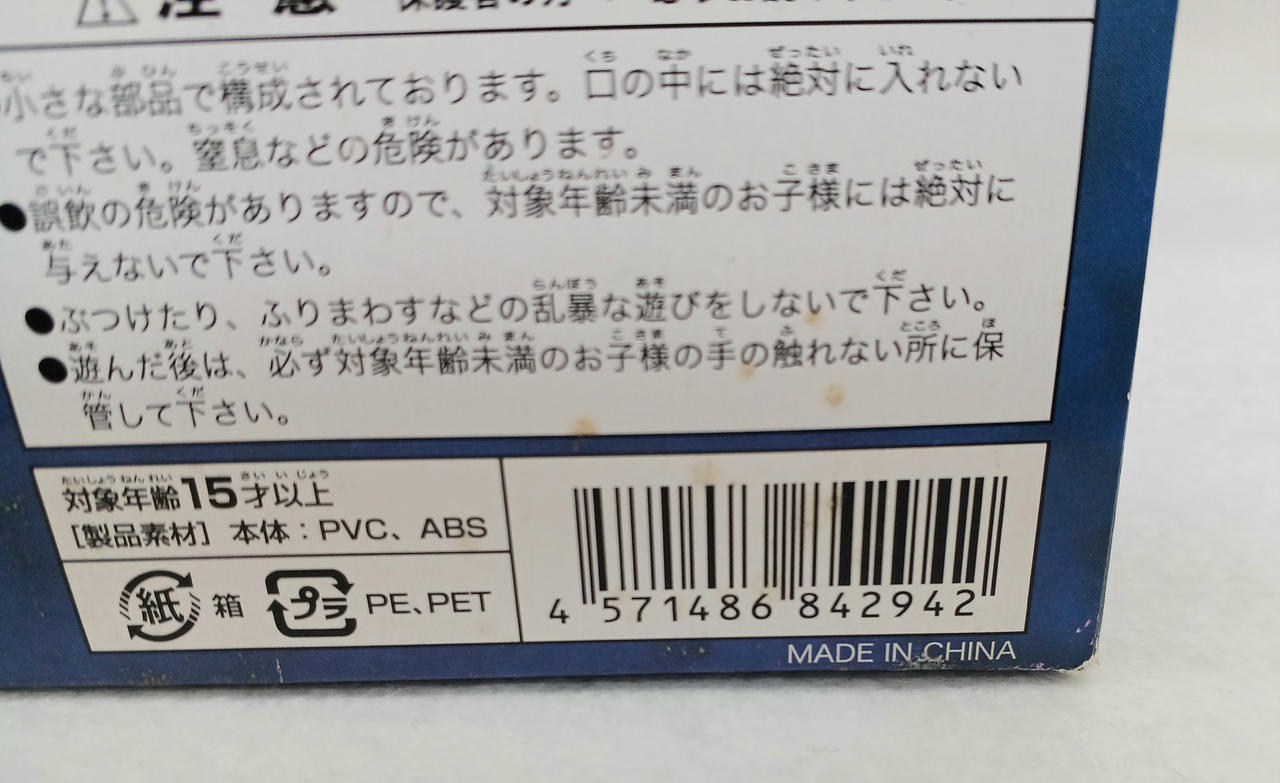 注意
小さな部品で構成されております。口の中には絶対に入れない
で下さい。窒息などの危険があります。
●誤飲の危険がありますので、対象年齢未満のお子様には絶対に
与えないで下さい。
●ぶつけたり、ふりまわすなどの乱暴な遊びをしないで下さい。
●遊んだ後は、必ず対象年齢未満のお子様の手の触れない所に保
管して下さい。
対象年齢15才以上
[製品素材] 本体：PVC、ABS
紙 箱 プラ PE、PET
4 571486 842942
MADE IN CHINA